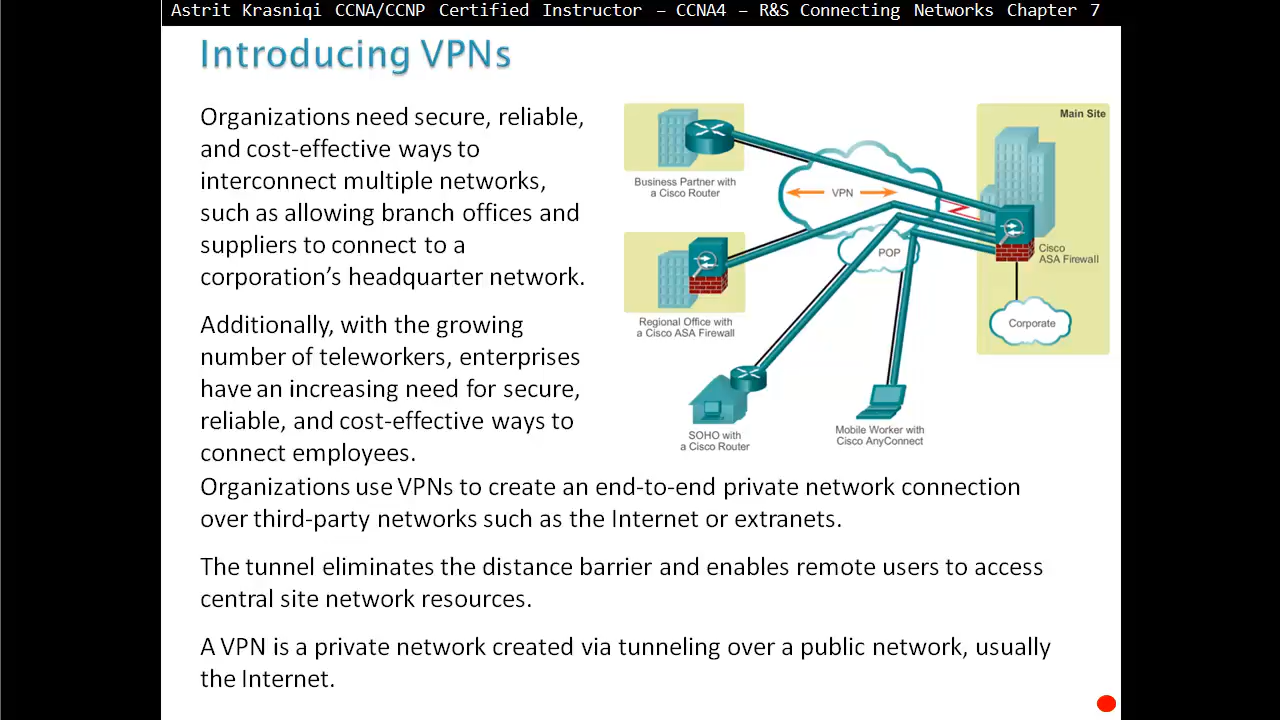 Astrit Krasniqi CCNA/CCNP Certified Instructor – CCNA4 – R&S Connecting Networks Chapter 7
Introducing VPNs
Organizations need secure, reliable,
and cost-effective ways to
interconnect multiple networks,
such as allowing branch offices and
suppliers to connect to a
corporation’s headquarter network.
Additionally, with the growing
number of teleworkers, enterprises
have an increasing need for secure,
reliable, and cost-effective ways to
connect employees.
Main Site
Business Partner with
a Cisco Router
VPN
POP
Cisco
ASA Firewall
Regional Office with
a Cisco ASA Firewall
Corporate
SOHO with
a Cisco Router
Mobile Worker with
Cisco AnyConnect
Organizations use VPNs to create an end-to-end private network connection
over third-party networks such as the Internet or extranets.
The tunnel eliminates the distance barrier and enables remote users to access
central site network resources.
A VPN is a private network created via tunneling over a public network, usually
the Internet.